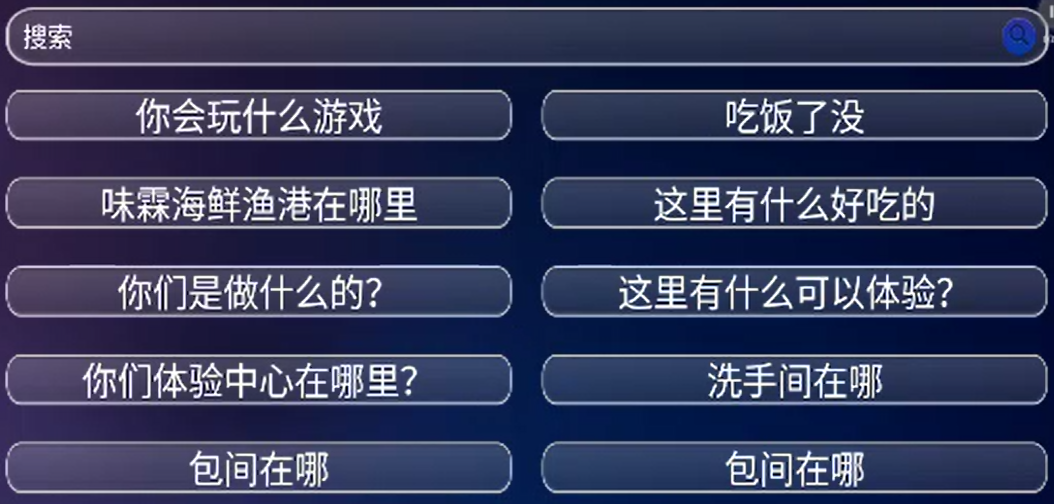 搜索
你会玩什么游戏
吃饭了没
味霖海鲜渔港在哪里
这里有什么好吃的
你们是做什么的？
这里有什么可以体验？
你们体验中心在哪里？
洗手间在哪
包间在哪
包间在哪